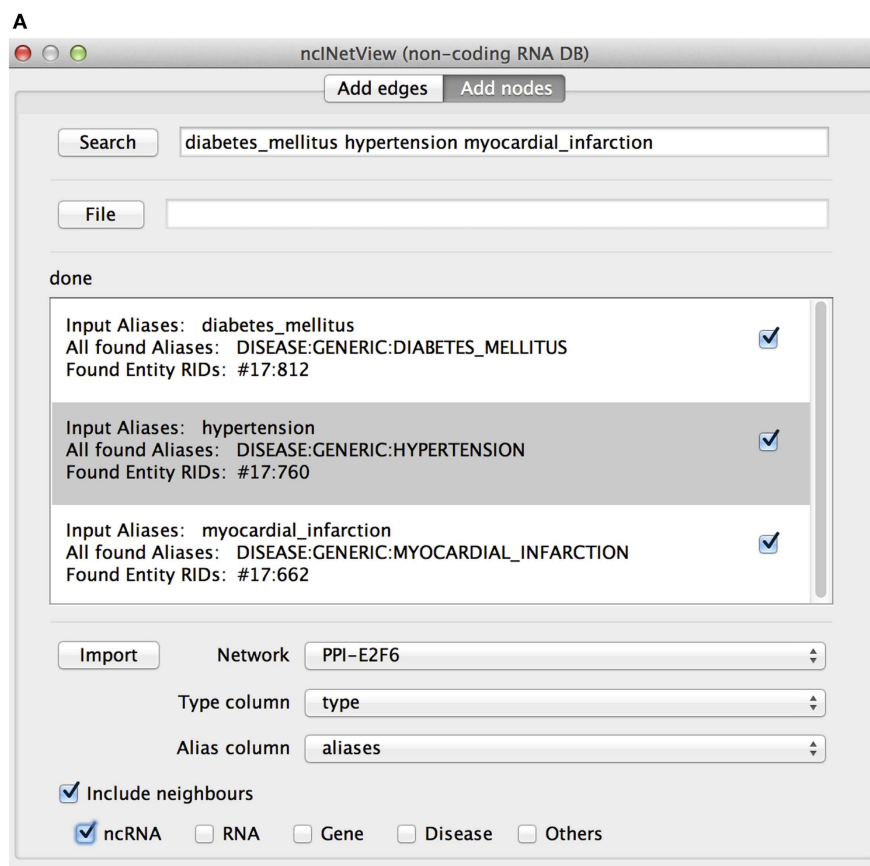 A
ncINetView (non-coding RNA DB)
Add edges Add nodes
Search diabetes_mellitus hypertension myocardial_infarction
File
done
Input Aliases: diabetes_mellitus
All found Aliases: DISEASE:GENERIC:DIABETES_MELLITUS
Found Entity RIDs: #17:812
Input Aliases: hypertension
All found Aliases: DISEASE:GENERIC:HYPERTENSION
Found Entity RIDs: #17:760
Input Aliases: myocardial_infarction
All found Aliases: DISEASE:GENERIC:MYOCARDIAL_INFARCTION
Found Entity RIDs: #17:662
Import Network PPI-E2F6
Type column type
Alias column aliases
Include neighbours
ncRNA RNA Gene Disease Others